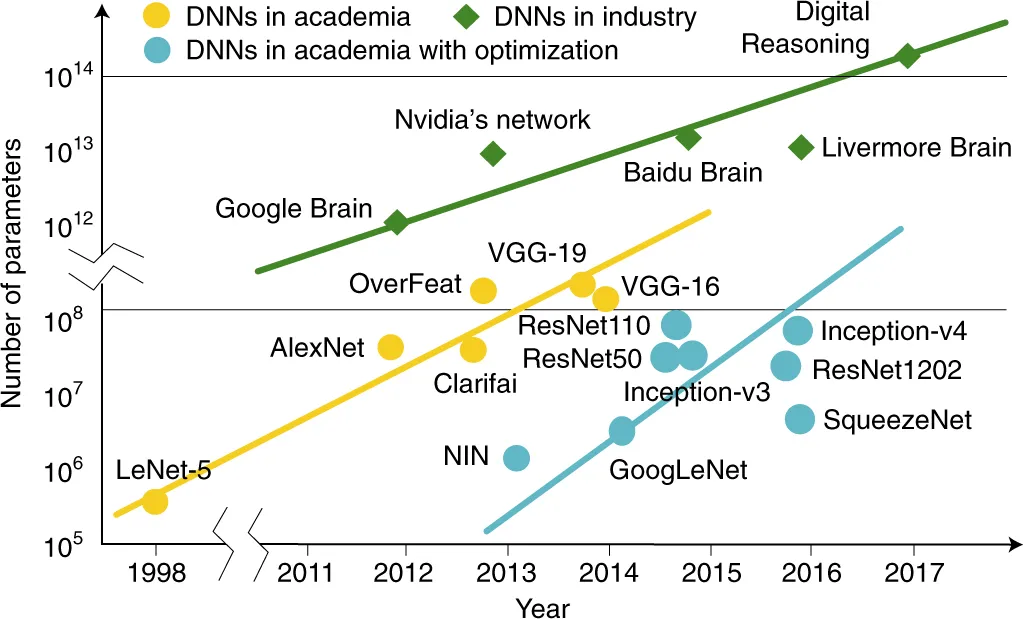 DNNs in academia
DNNs in industry
DNNs in academia with optimization
Digital
Reasoning
10^14
Nvidia's network
10^13
Livermore Brain
Baidu Brain
Google Brain
10^12
VGG-19
OverFeat
VGG-16
10^8
ResNet110
Inception-v4
AlexNet
ResNet50
ResNet1202
Clarifai
Inception-v3
10^7
SqueezeNet
NIN
LeNet-5
GoogLeNet
10^6
10^5
Number of parameters
1998 2011 2012 2013 2014 2015 2016 2017
Year